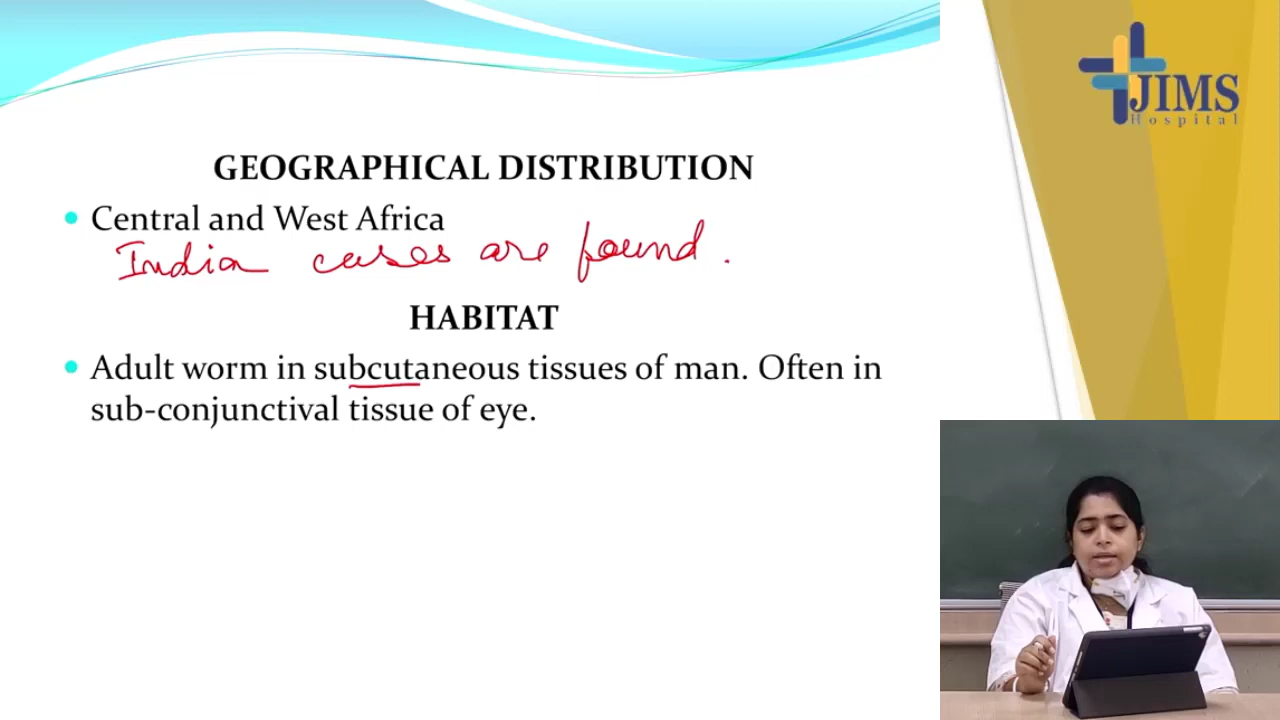 JIMS
Hospital
GEOGRAPHICAL DISTRIBUTION
• Central and West Africa
India cases are found.
HABITAT
• Adult worm in subcutaneous tissues of man. Often in
sub-conjunctival tissue of eye.